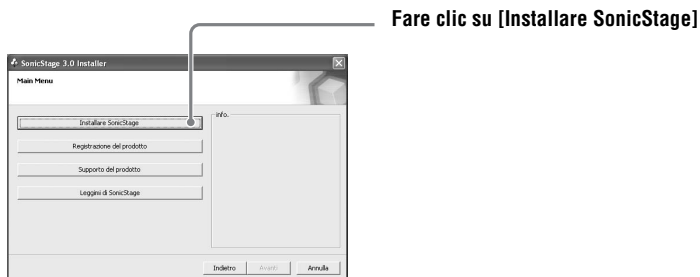 Fare clic su [Installare SonicStage]
SonicStage 3.0 Installer
Main Menu
info.
Installare SonicStage
Registrazione del prodotto
Supporto del prodotto
Leggimi di SonicStage
Indietro
Avanti
Annulla